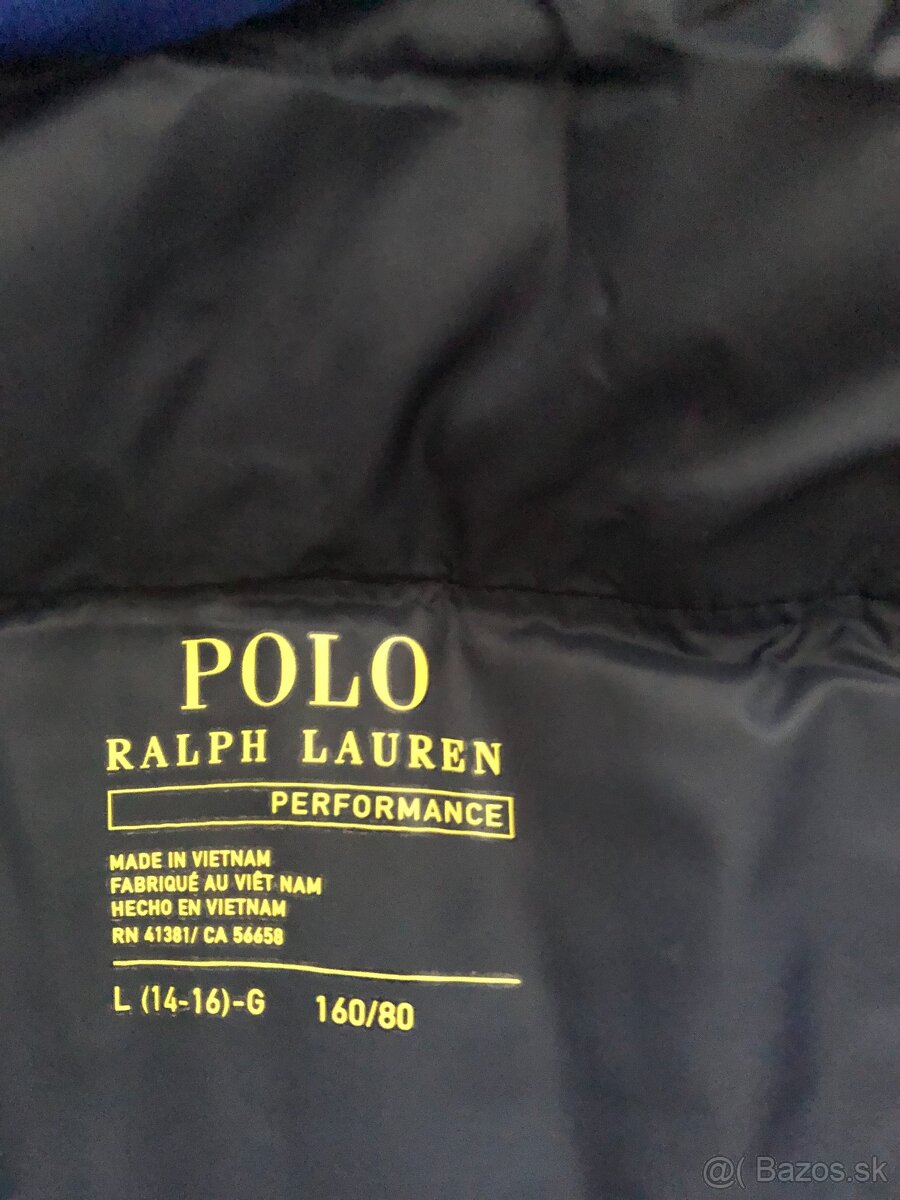 POLO
RALPH LAUREN
PERFORMANCE
MADE IN VIETNAM
FABRIQUÉ AU VIÊT NAM
HECHO EN VIETNAM
RN 41381/ CA 56658
L (14-16)-G 160/80
@( Bazos.sk